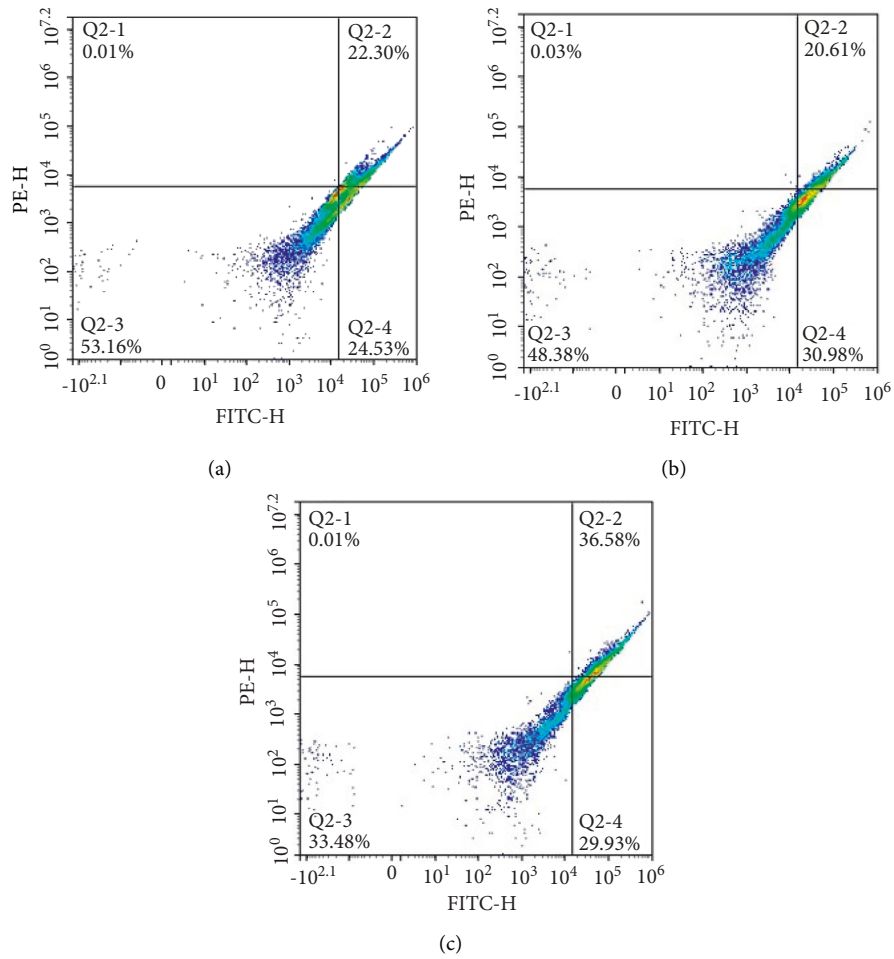 Q2-1
0.01%
Q2-2
22.30%
Q2-3
53.16%
Q2-4
24.53%
PE-H
10^7.2
10^6
10^5
10^4
10^3
10^2
10^1
10^0
-10^2.1 0 10^1 10^2 10^3 10^4 10^5 10^6
FITC-H
(a)
Q2-1
0.03%
Q2-2
20.61%
Q2-3
48.38%
Q2-4
30.98%
PE-H
10^7.2
10^6
10^5
10^4
10^3
10^2
10^1
10^0
-10^2.1 0 10^1 10^2 10^3 10^4 10^5 10^6
FITC-H
(b)
Q2-1
0.01%
Q2-2
36.58%
Q2-3
33.48%
Q2-4
29.93%
PE-H
10^7.2
10^6
10^5
10^4
10^3
10^2
10^1
10^0
-10^2.1 0 10^1 10^2 10^3 10^4 10^5 10^6
FITC-H
(c)